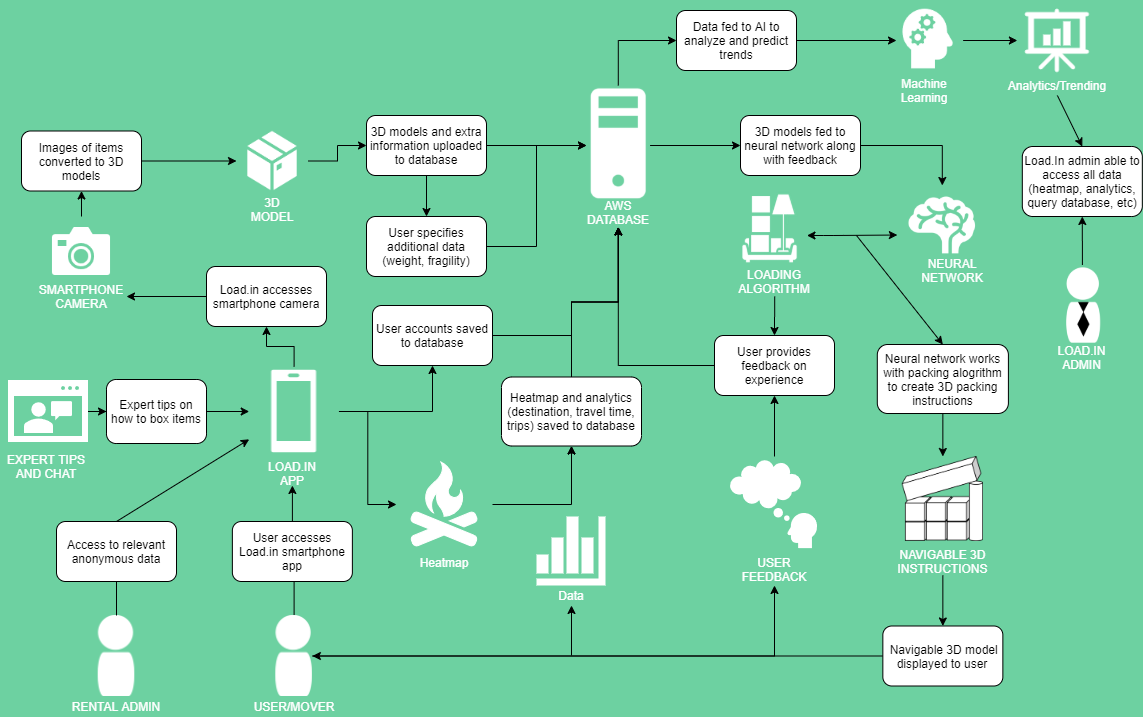 Data fed to AI to
analyze and predict
trends
Machine
Learning
Analytics/Trending
Images of items
converted to 3D
models
3D
MODEL
3D models and extra
information uploaded
to database
AWS
DATABASE
3D models fed to
neural network along
with feedback
Load.In admin able to
access all data
(heatmap, analytics,
query database, etc)
User specifies
additional data
(weight, fragility)
SMARTPHONE
CAMERA
Load.in accesses
smartphone camera
LOADING
ALGORITHM
NEURAL
NETWORK
LOAD.IN
ADMIN
User accounts saved
to database
User provides
feedback on
experience
Neural network works
with packing alogrithm
to create 3D packing
instructions
EXPERT TIPS
AND CHAT
Expert tips on
how to box items
LOAD.IN
APP
Heatmap and analytics
(destination, travel time,
trips) saved to database
Heatmap
Access to relevant
anonymous data
User accesses
Load.in smartphone
app
Data
USER
FEEDBACK
NAVIGABLE 3D
INSTRUCTIONS
Navigable 3D model
displayed to user
RENTAL ADMIN
USER/MOVER